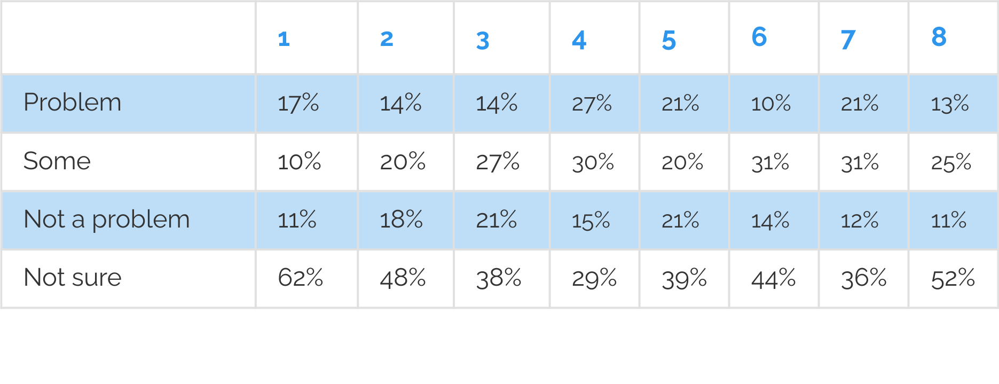 1 2 3 4 5 6 7 8
Problem 17% 14% 14% 27% 21% 10% 21% 13%
Some 10% 20% 27% 30% 20% 31% 31% 25%
Not a problem 11% 18% 21% 15% 21% 14% 12% 11%
Not sure 62% 48% 38% 29% 39% 44% 36% 52%